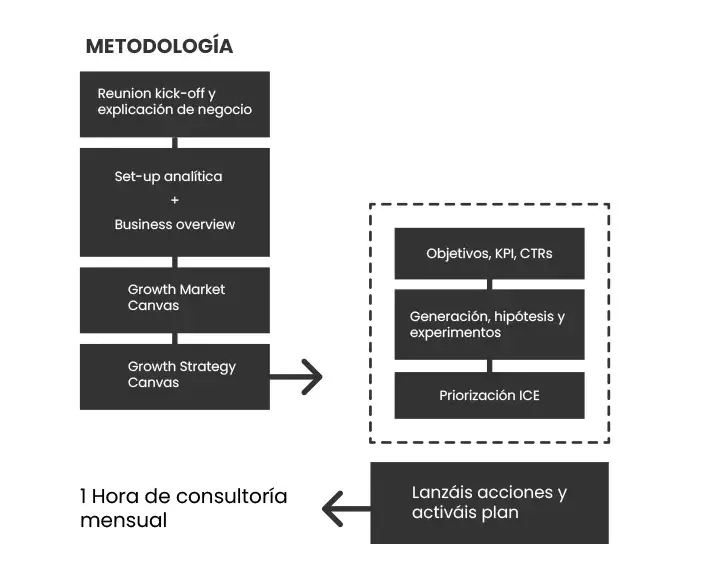 METODOLOGÍA
Reunion kick-off y
explicación de negocio
Set-up analítica
+
Business overview
Growth Market
Canvas
Growth Strategy
Canvas
Objetivos, KPI, CTRs
Generación, hipótesis y
experimentos
Priorización ICE
Lanzáis acciones y
activáis plan
1 Hora de consultoría
mensual